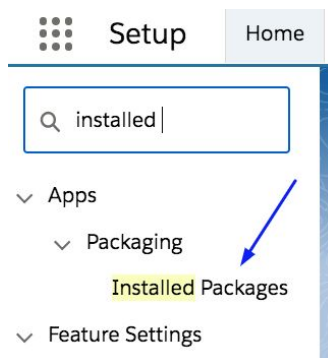 Setup Home
installed
Apps
Packaging
Installed Packages
Feature Settings